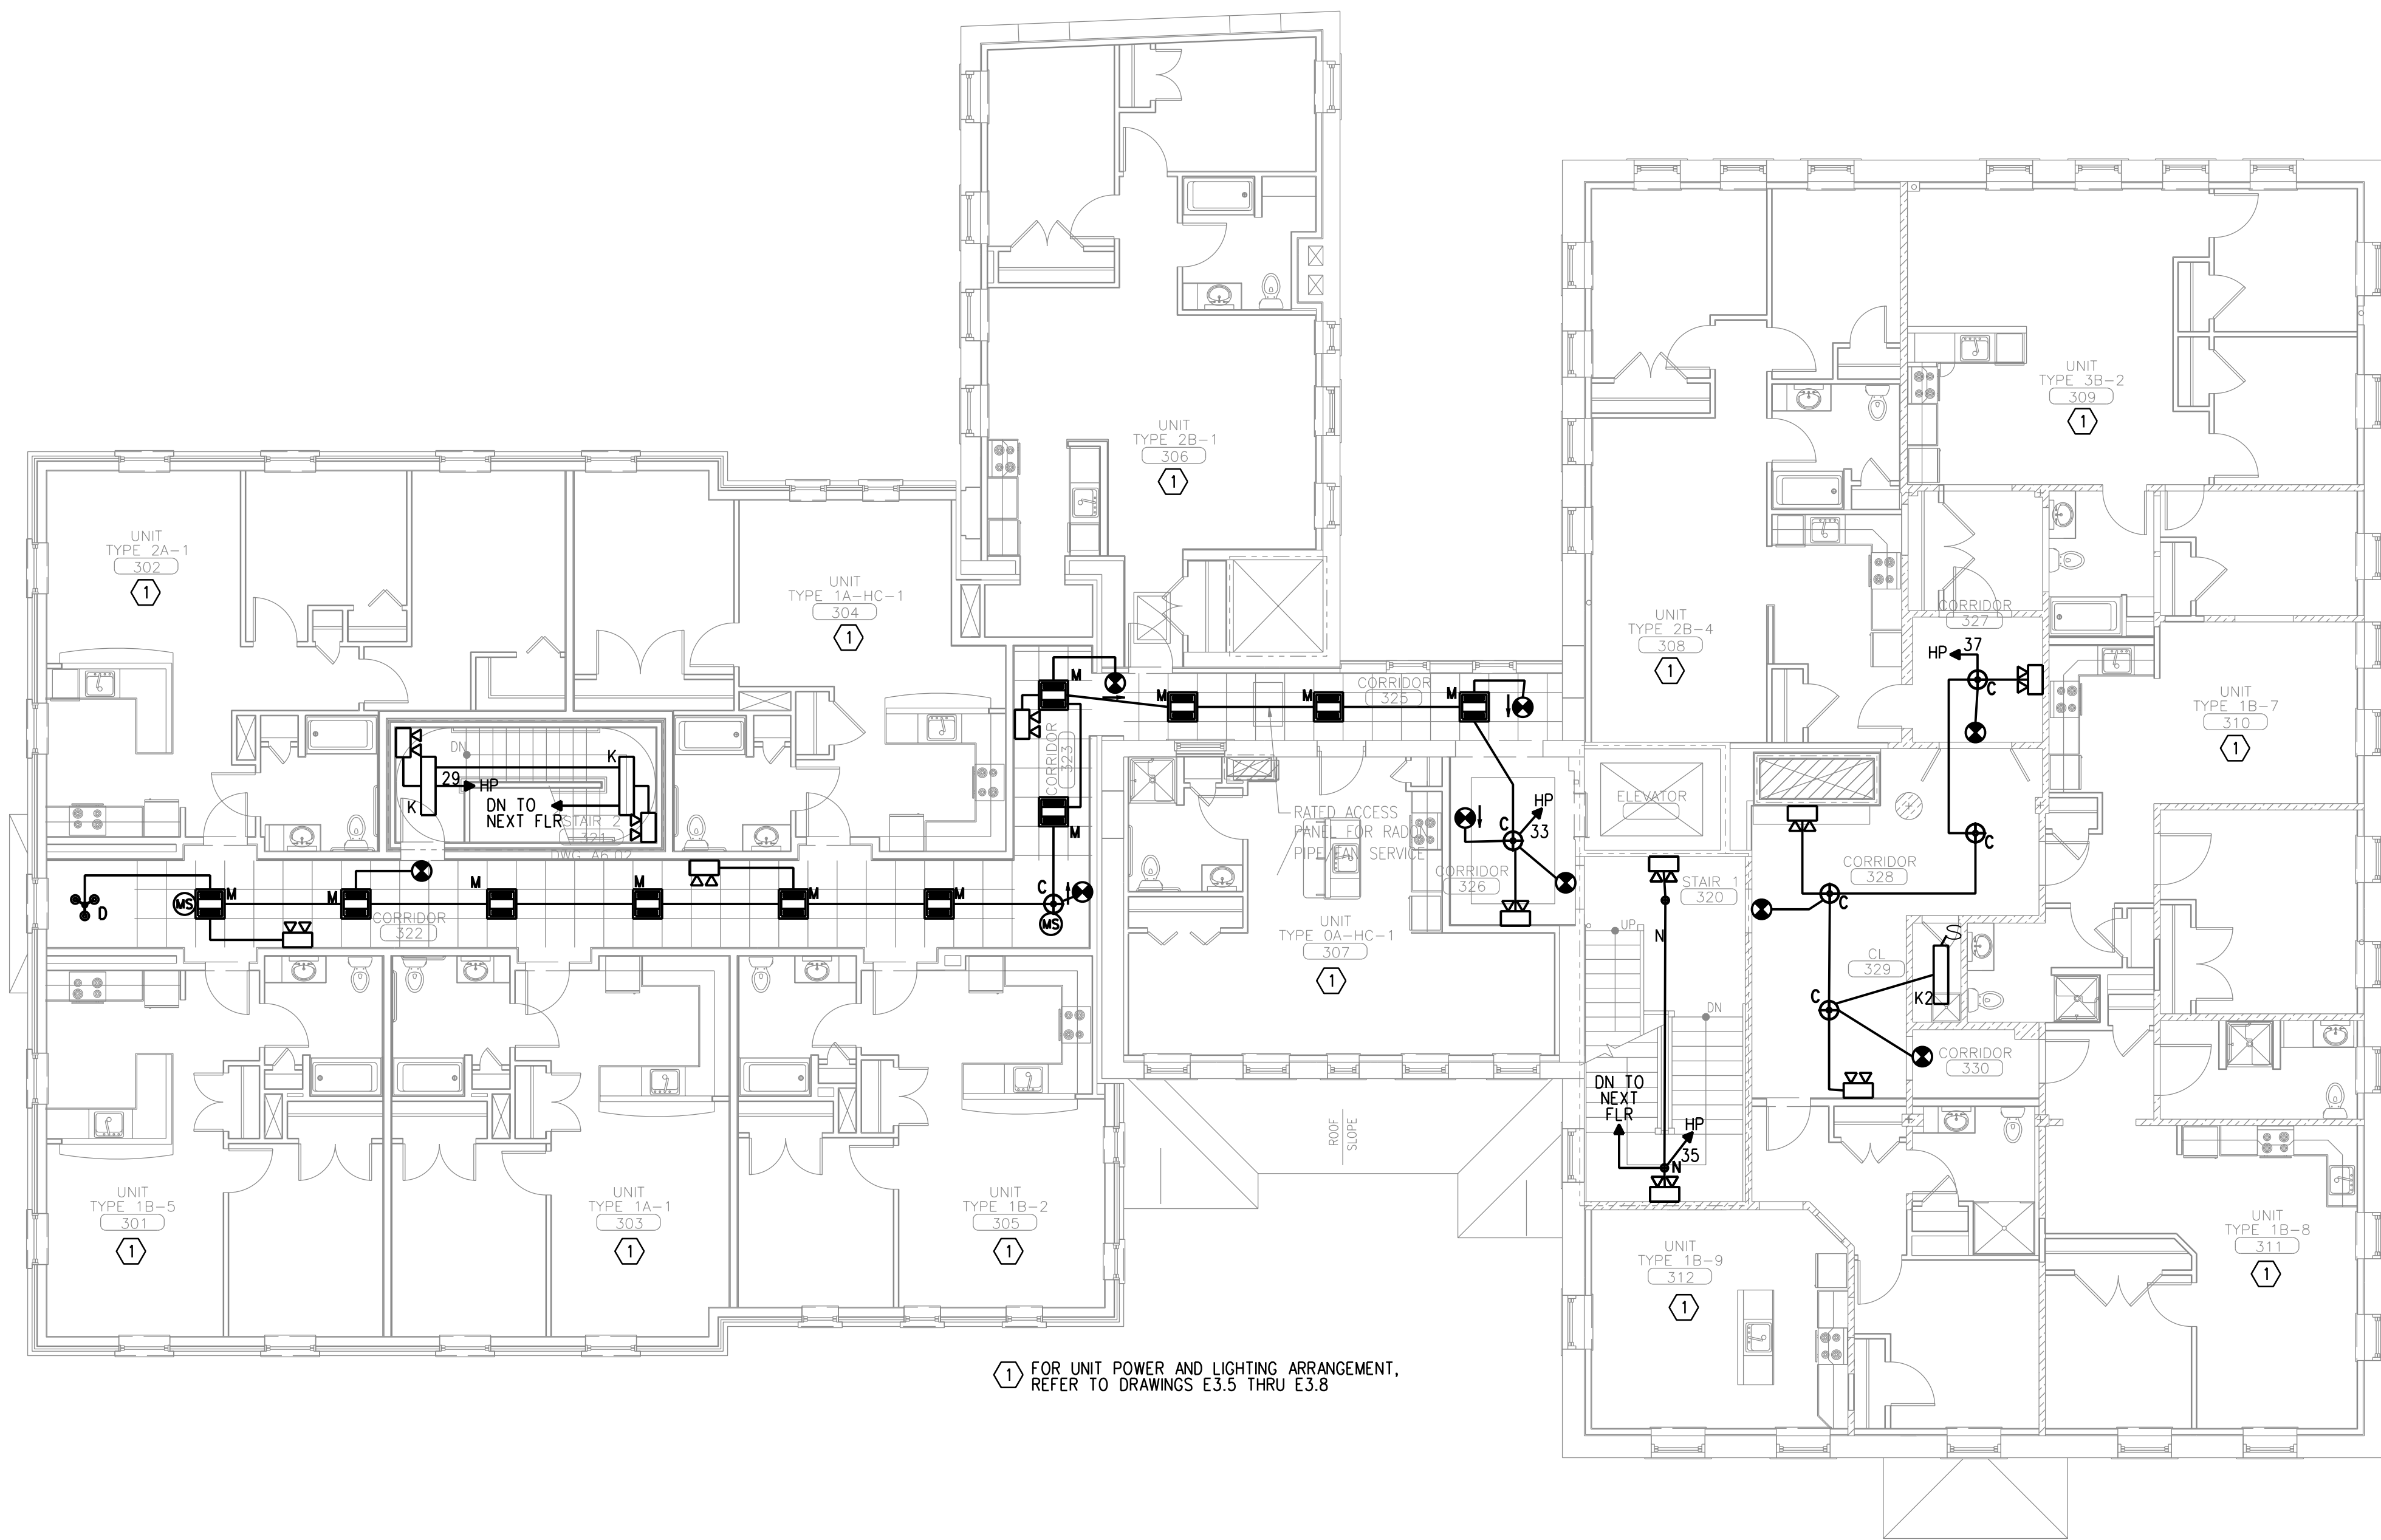 UNIT
TYPE 2B-1
306
1
UNIT
TYPE 3B-2
309
1
UNIT
TYPE 2A-1
302
1
UNIT
TYPE 1A-HC-1
304
1
UNIT
TYPE 2B-4
308
1
CORRIDOR
327
HP
37
C
UNIT
TYPE 1B-7
310
1
M
M
M
M
CORRIDOR
325
CORRIDOR
323
M
DN
K
29
HP
K
DN TO
NEXT FLR
STAIR 2
321
DWG A6.02
RATED ACCESS
PANEL FOR RADON
PIPE FAN SERVICE
HP
33
C
CORRIDOR
326
ELEVATOR
C
CORRIDOR
328
C
STAIR 1
320
UP
N
D
MS
M
M
M
M
M
M
C
MS
CORRIDOR
322
UNIT
TYPE 0A-HC-1
307
1
CL
329
S
K2
C
DN
CORRIDOR
330
DN TO
NEXT
FLR
HP
35
N
ROOF
SLOPE
UNIT
TYPE 1B-5
301
1
UNIT
TYPE 1A-1
303
1
UNIT
TYPE 1B-2
305
1
UNIT
TYPE 1B-9
312
1
UNIT
TYPE 1B-8
311
1
1 FOR UNIT POWER AND LIGHTING ARRANGEMENT,
REFER TO DRAWINGS E3.5 THRU E3.8